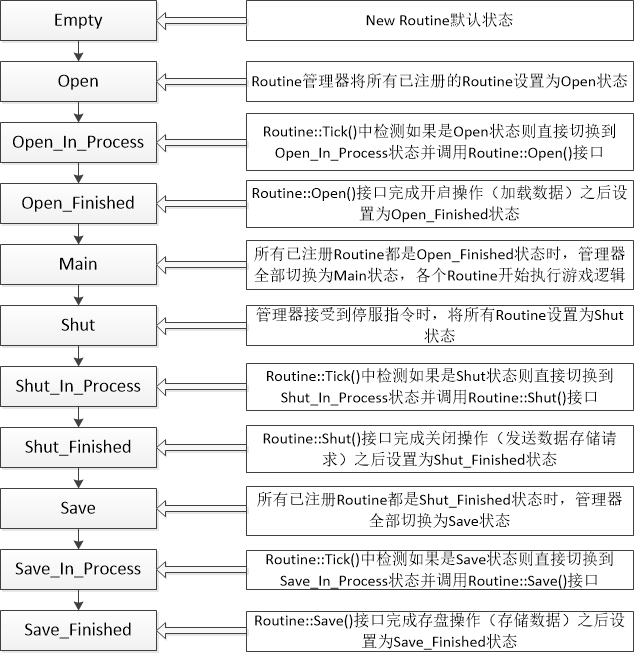 Empty
New Routine默认状态
Open
Routine管理器将所有已注册的Routine设置为Open状态
Open_In_Process
Routine::Tick()中检测如果是Open状态则直接切换到
Open_In_Process状态并调用Routine::Open()接口
Open_Finished
Routine::Open()接口完成开启操作（加载数据）之后
设置为Open_Finished状态
Main
所有已注册Routine都是Open_Finished状态时，管理器
全部切换为Main状态，各个Routine开始执行游戏逻辑
Shut
管理器接受到停服指令时，将所有Routine设置为Shut
状态
Shut_In_Process
Routine::Tick()中检测如果是Shut状态则直接切换到
Shut_In_Process状态并调用Routine::Shut()接口
Shut_Finished
Routine::Shut()接口完成关闭操作（发送数据存储请
求）之后设置为Shut_Finished状态
Save
所有已注册Routine都是Shut_Finished状态时，管理器
全部切换为Save状态
Save_In_Process
Routine::Tick()中检测如果是Save状态则直接切换到
Save_In_Process状态并调用Routine::Save()接口
Save_Finished
Routine::Save()接口完成存盘操作（存储数据）之后设
置为Save_Finished状态